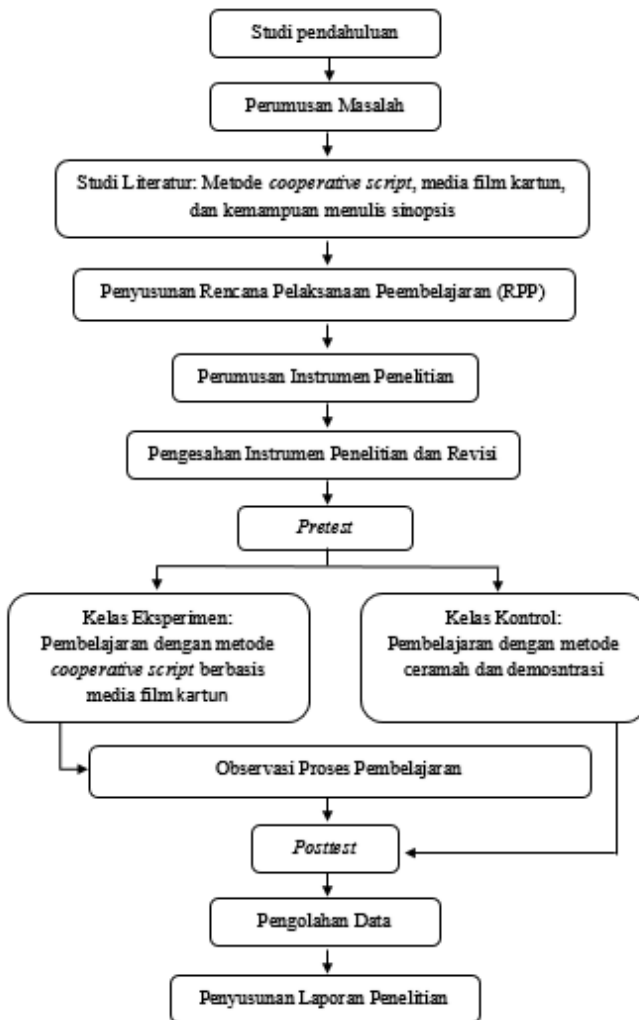 Studi pendahuluan
Perumusan Masalah
Studi Literatur: Metode cooperative script, media film kartun,
dan kemampuan menulis sinopsis
Penyusunan Rencana Pelaksanaan Peembelajaran (RPP)
Perumusan Instrumen Penelitian
Pengesahan Instrumen Penelitian dan Revisi
Pretest
Kelas Eksperimen:
Pembelajaran dengan metode
cooperative script berbasis
media film kartun
Kelas Kontrol:
Pembelajaran dengan metode
ceramah dan demosntrasi
Observasi Proses Pembelajaran
Posttest
Pengolahan Data
Penyusunan Laporan Penelitian